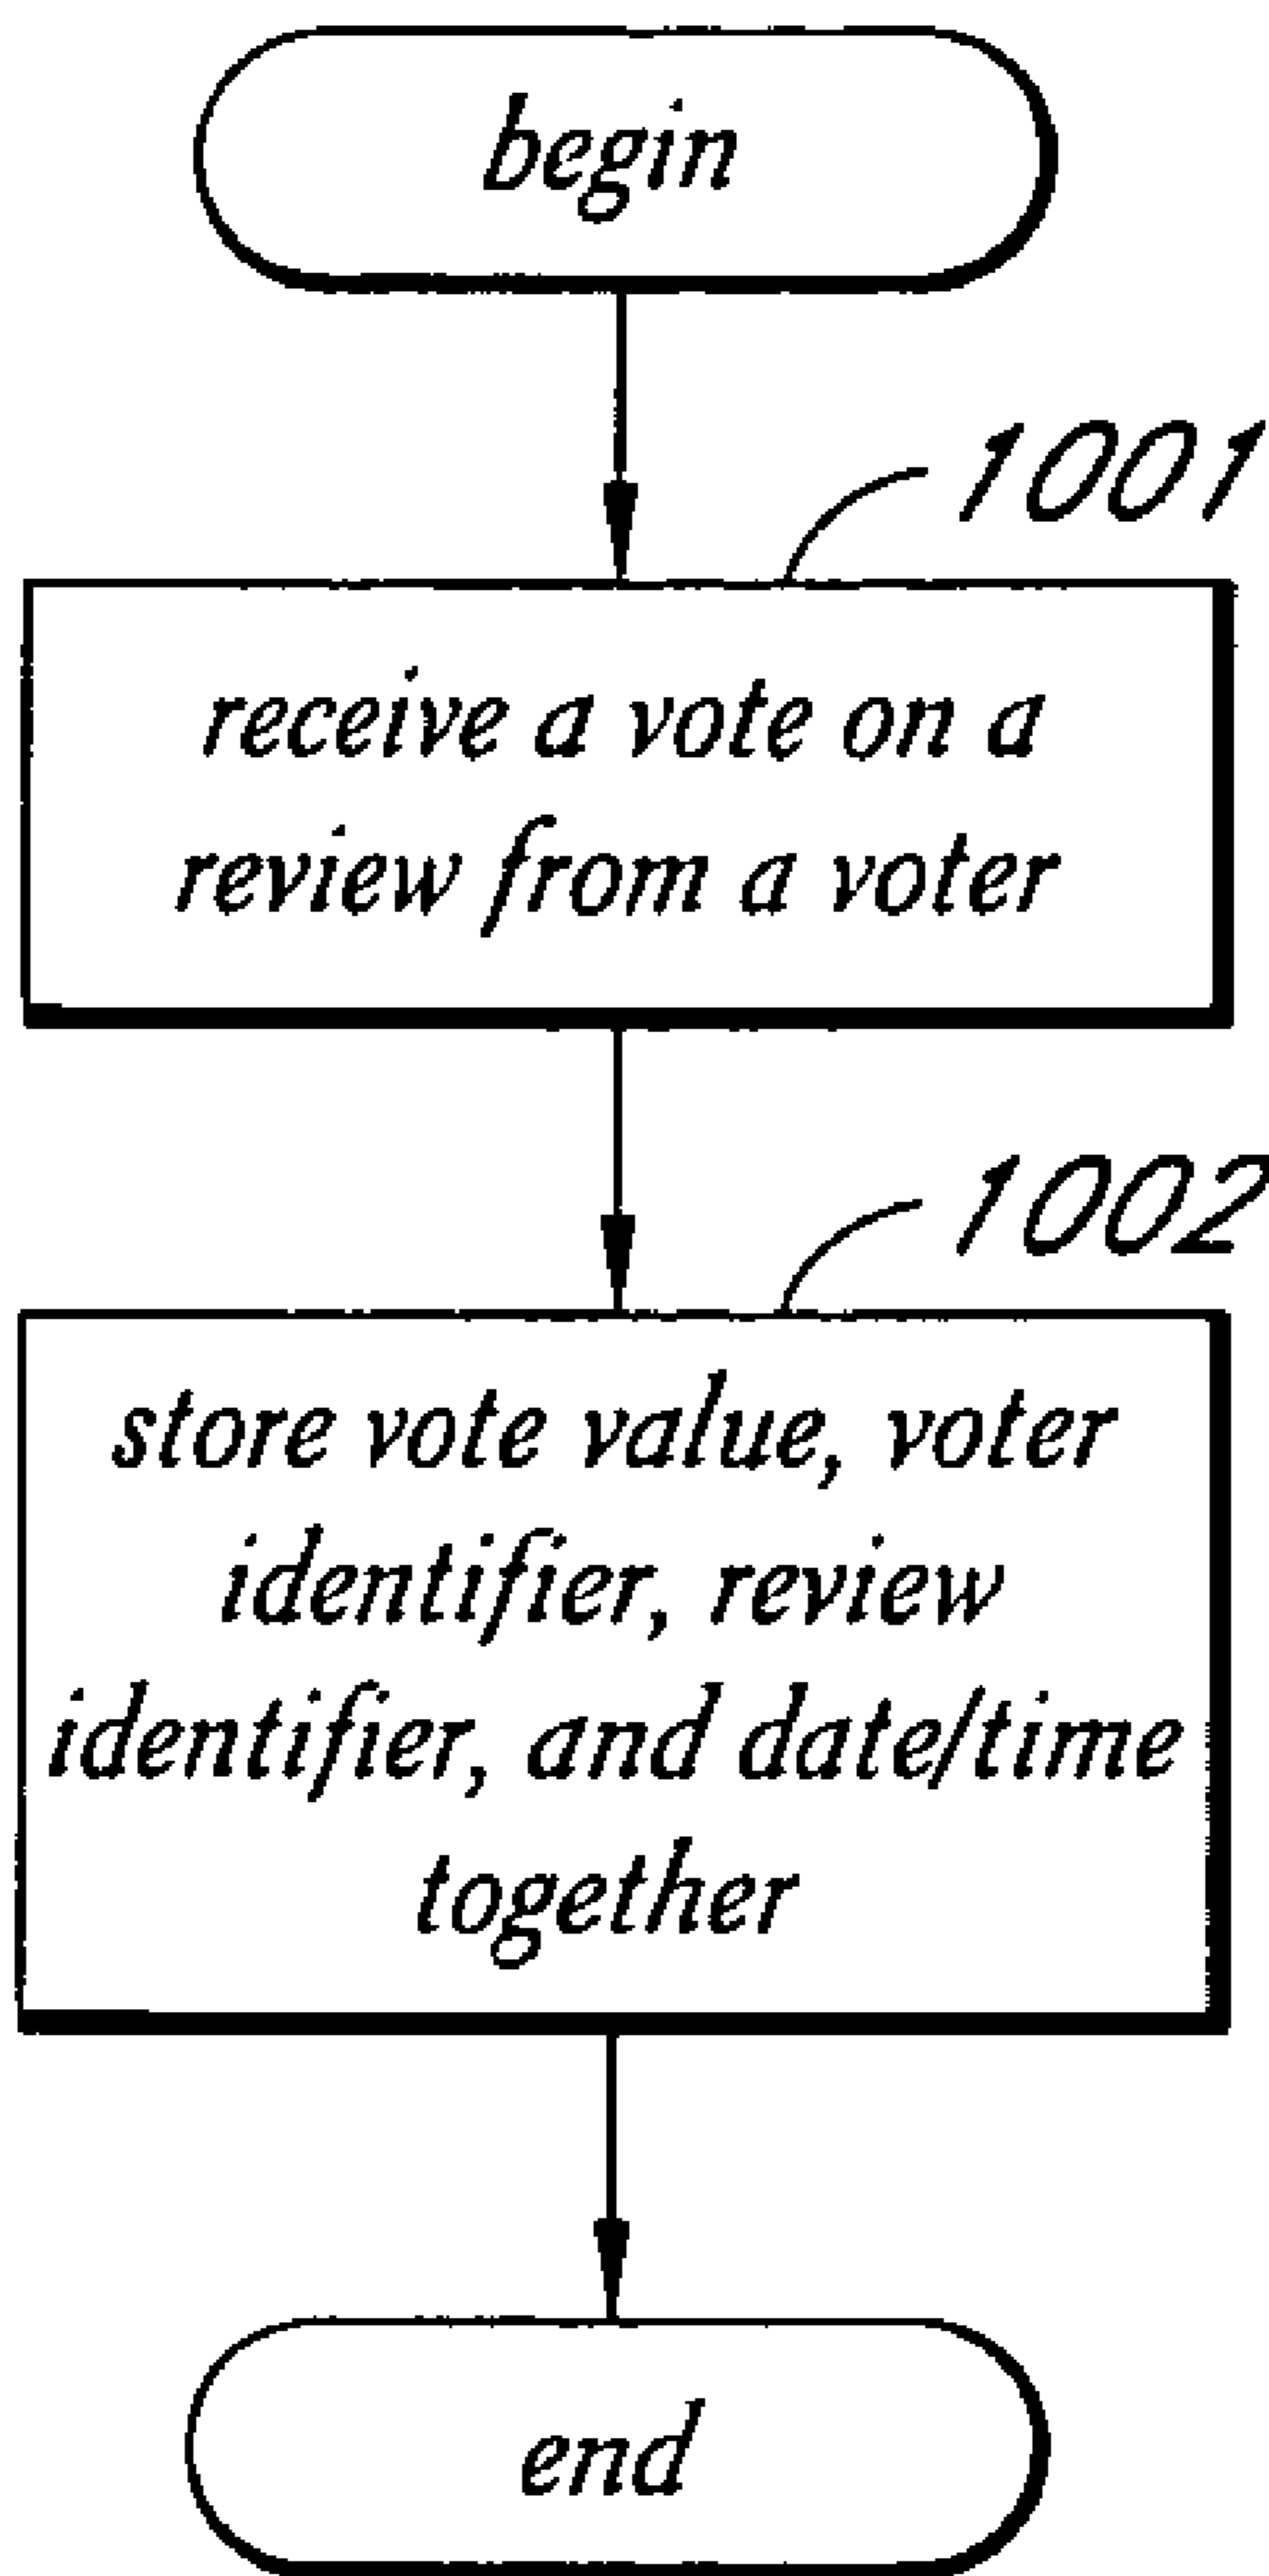 begin
1001
receive a vote on a
review from a voter
1002
store vote value, voter
identifier, review
identifier, and date/time
together
end